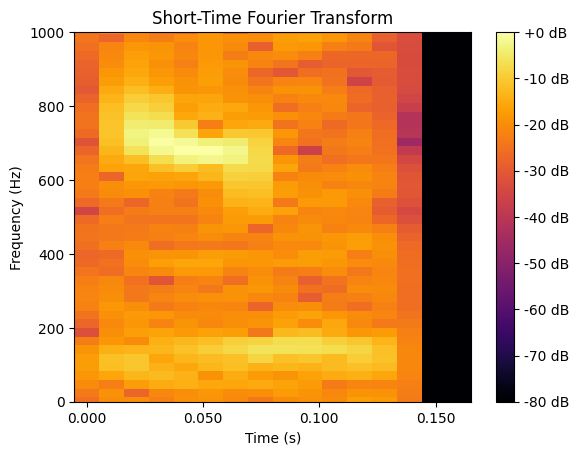 Short-Time Fourier Transform
1000
800
600
400
200
0
Frequency (Hz)
0.000
0.050
0.100
0.150
Time (s)
+0 dB
-10 dB
-20 dB
-30 dB
-40 dB
-50 dB
-60 dB
-70 dB
-80 dB